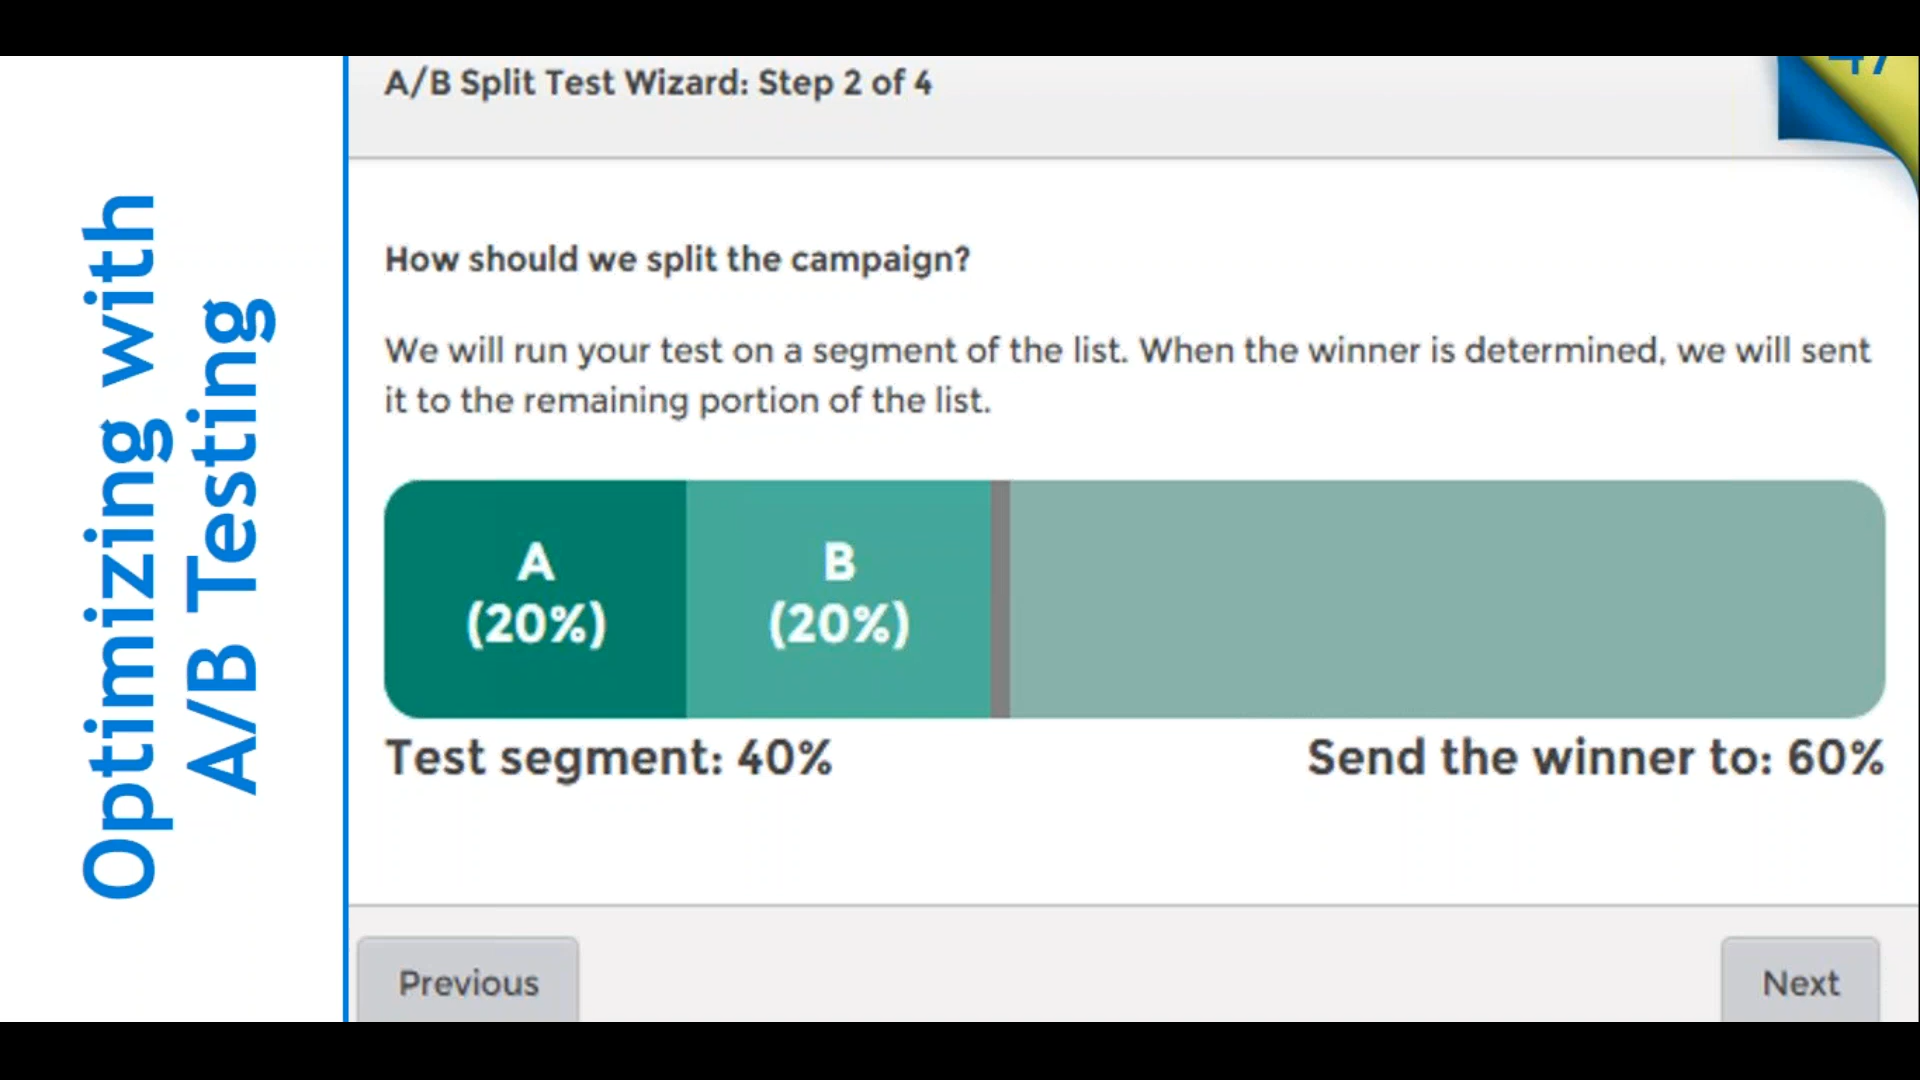 Optimizing with
A/B Testing
A/B Split Test Wizard: Step 2 of 4
How should we split the campaign?
We will run your test on a segment of the list. When the winner is determined, we will sent
it to the remaining portion of the list.
A
(20%)
B
(20%)
Test segment: 40%
Send the winner to: 60%
Previous
Next